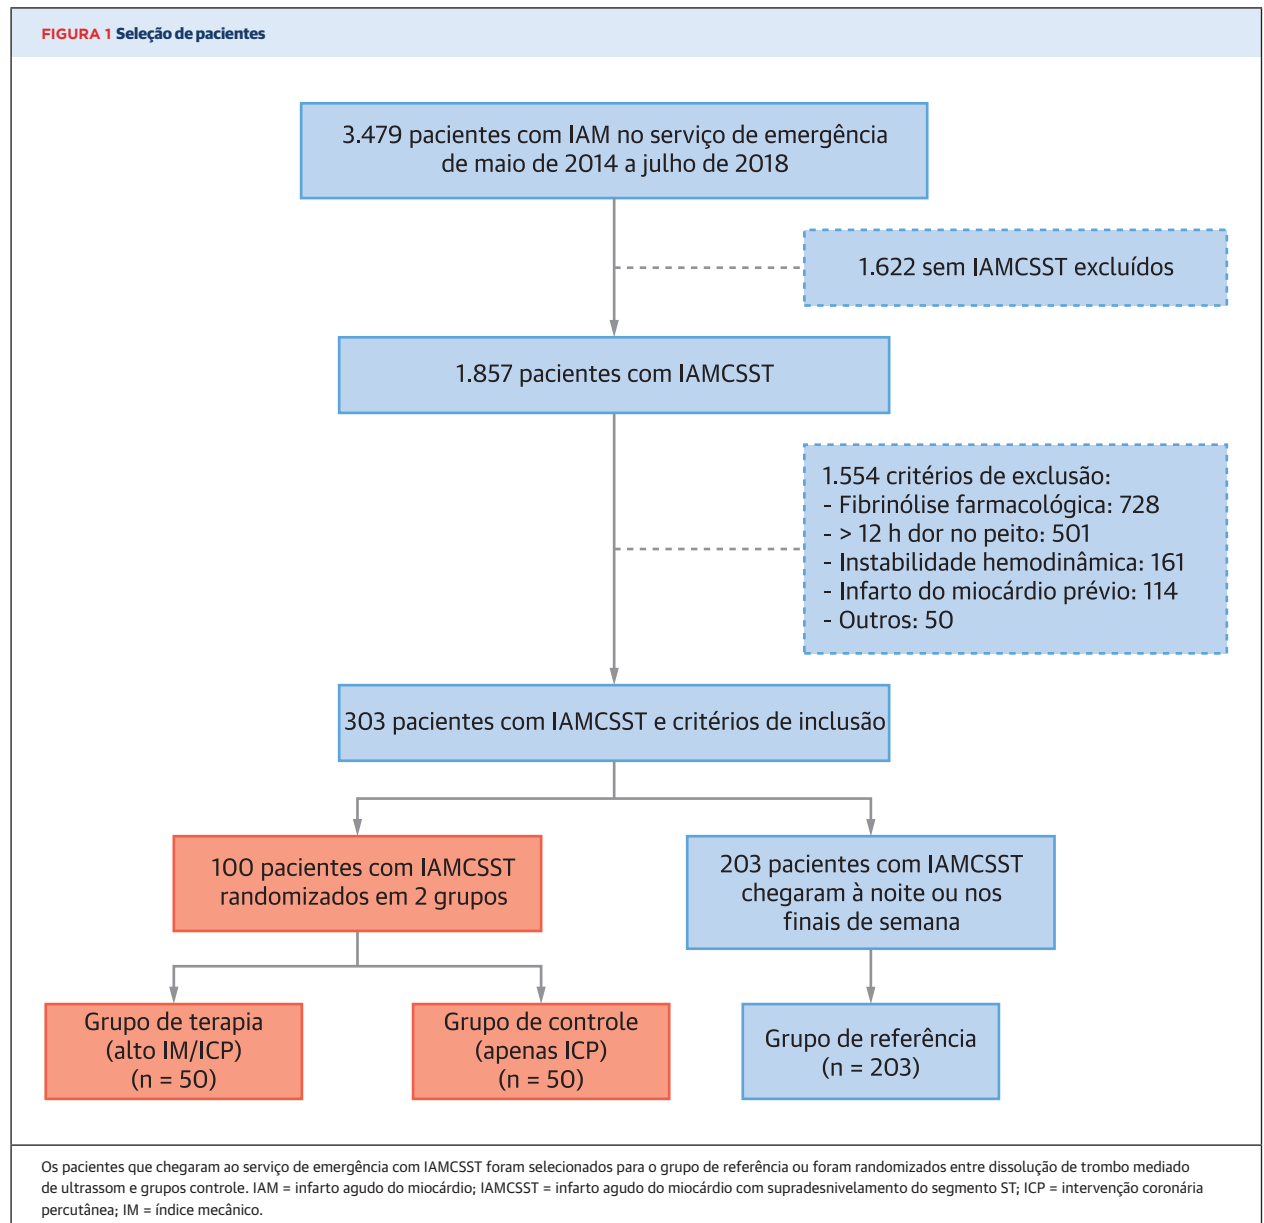 FIGURA 1 Seleção de pacientes
3.479 pacientes com IAM no serviço de emergência
de maio de 2014 a julho de 2018
1.622 sem IAMCSST excluídos
1.857 pacientes com IAMCSST
1.554 critérios de exclusão:
- Fibrinólise farmacológica: 728
- > 12 h dor no peito: 501
- Instabilidade hemodinâmica: 161
- Infarto do miocárdio prévio: 114
- Outros: 50
303 pacientes com IAMCSST e critérios de inclusão
100 pacientes com IAMCSST
randomizados em 2 grupos
203 pacientes com IAMCSST
chegaram à noite ou nos
finais de semana
Grupo de terapia
(alto IM/ICP)
(n = 50)
Grupo de controle
(apenas ICP)
(n = 50)
Grupo de referência
(n = 203)
Os pacientes que chegaram ao serviço de emergência com IAMCSST foram selecionados para o grupo de referência ou foram randomizados entre dissolução de trombo mediado
de ultrassom e grupos controle. IAM = infarto agudo do miocárdio; IAMCSST = infarto agudo do miocárdio com supradesnivelamento do segmento ST; ICP = intervenção coronária
percutânea; IM = índice mecânico.